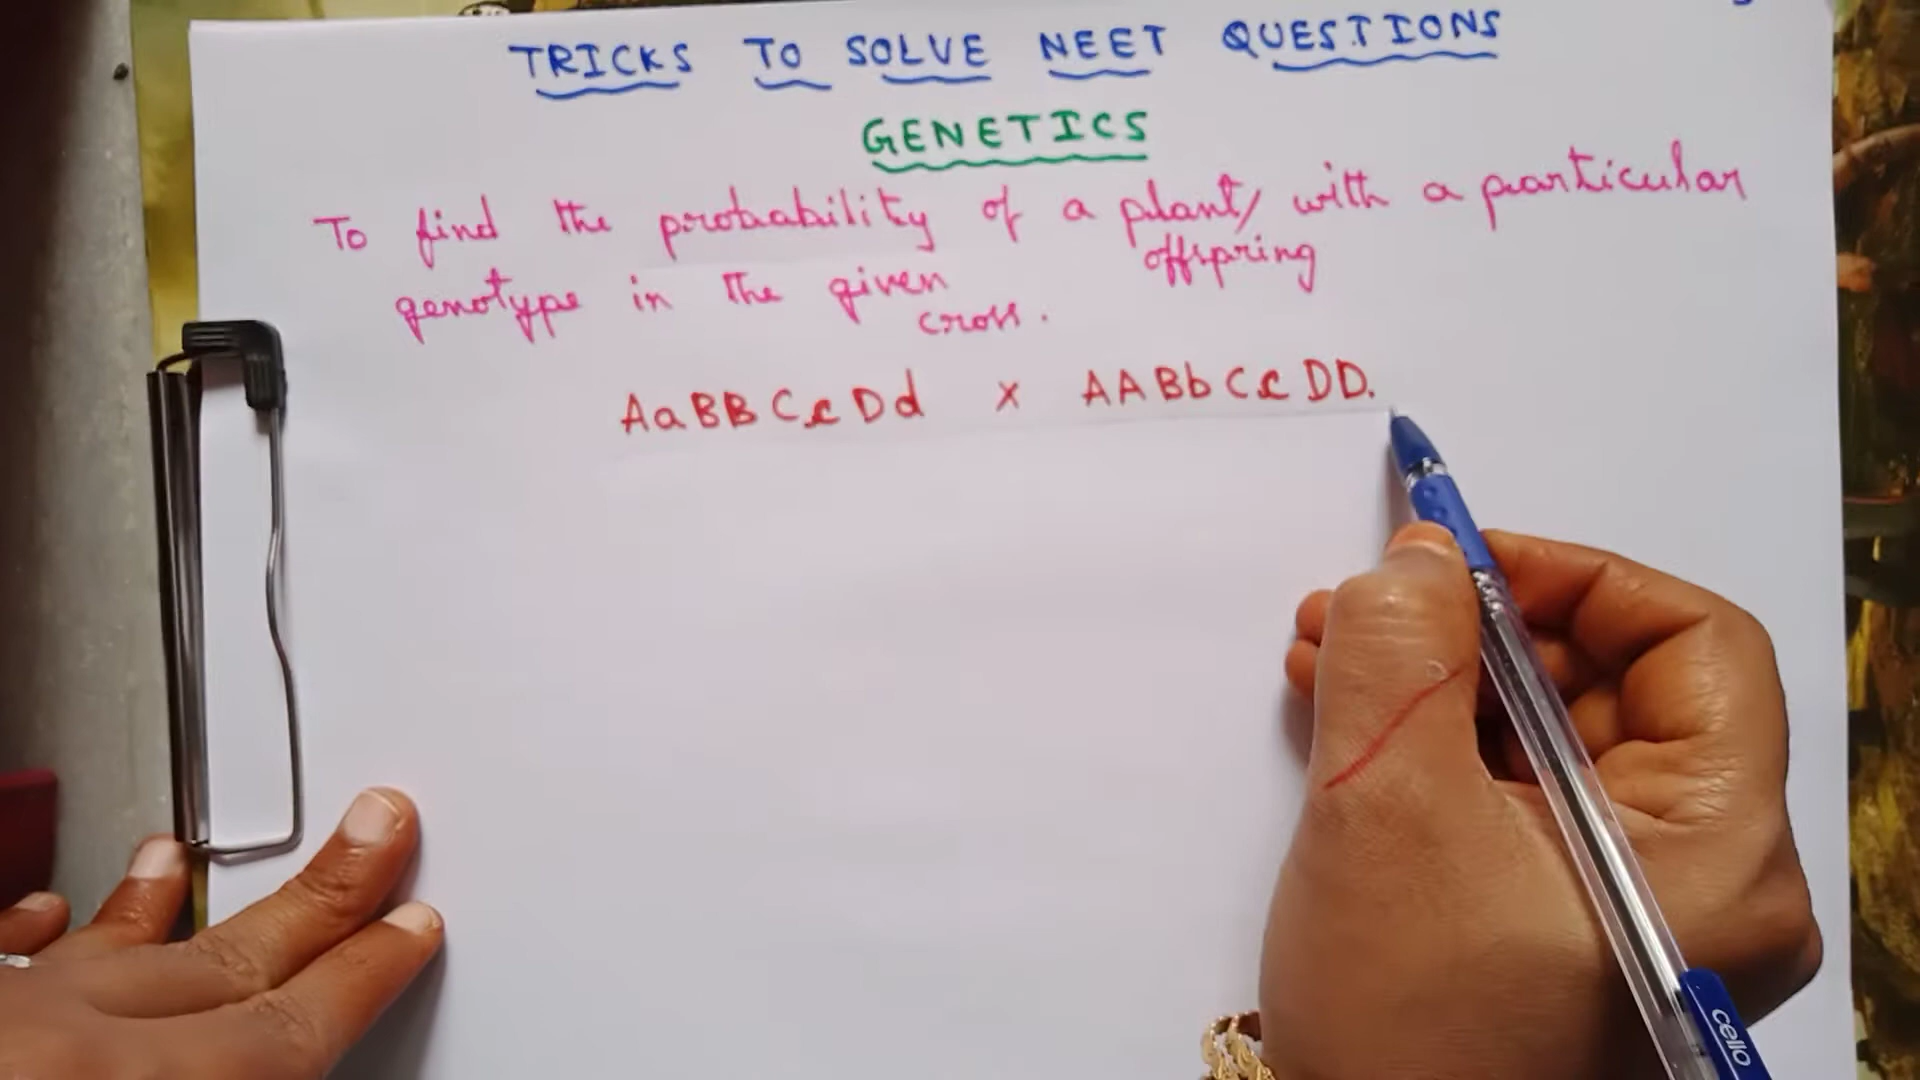 TRICKS TO SOLVE NEET QUESTIONS
GENETICS
To find the probability of a plant/ with a particular
offspring
genotype in the given
cross.
AaBBCcDd x AABbCcDD.
cello